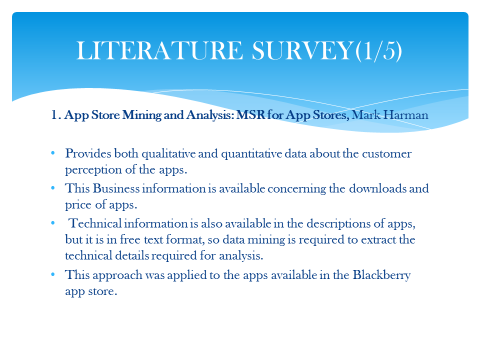 LITERATURE SURVEY(1/5)
1. App Store Mining and Analysis: MSR for App Stores, Mark Harman
• Provides both qualitative and quantitative data about the customer
perception of the apps.
• This Business information is available concerning the downloads and
price of apps.
• Technical information is also available in the descriptions of apps,
but it is in free text format, so data mining is required to extract the
technical details required for analysis.
• This approach was applied to the apps available in the Blackberry
app store.